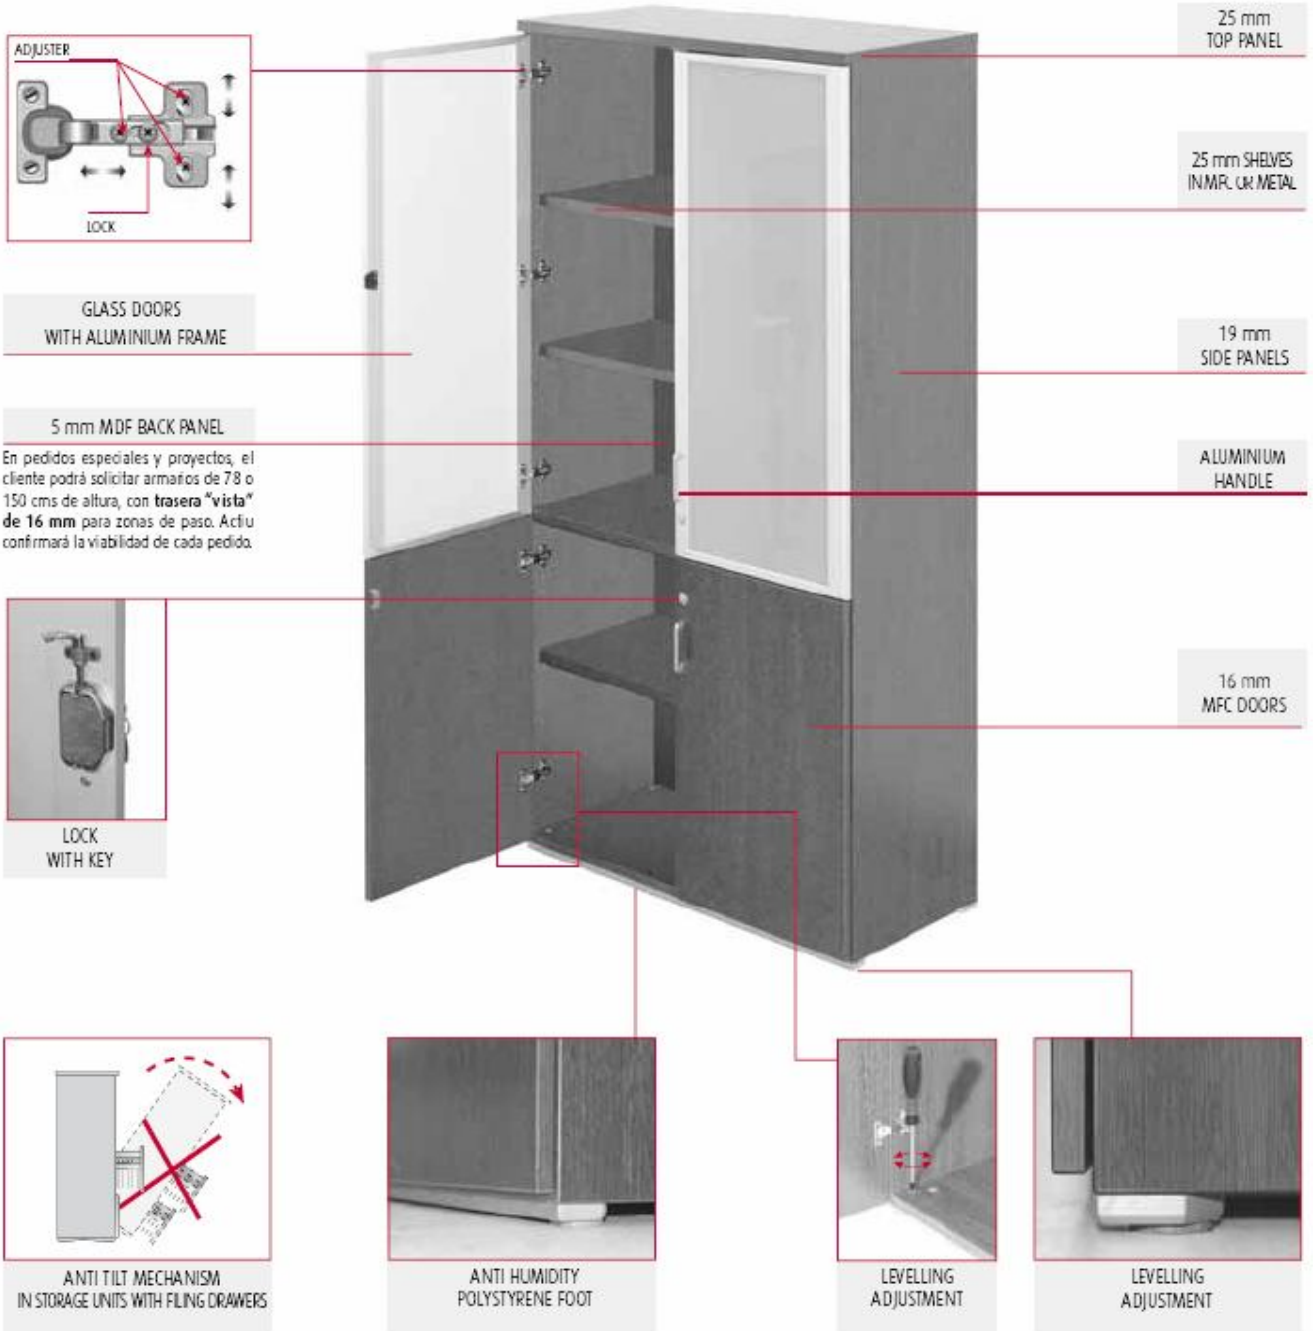 ADJUSTER
LOCK
25 mm
TOP PANEL
25 mm SHELVES
IN MFC OR METAL
GLASS DOORS
WITH ALUMINIUM FRAME
19 mm
SIDE PANELS
5 mm MDF BACK PANEL
En pedidos especiales y proyectos, el
cliente podrá solicitar armarios de 78 o
150 cms de altura, con trasera "vista"
de 16 mm para zonas de paso. Actiu
confirmará la viabilidad de cada pedido.
ALUMINIUM
HANDLE
16 mm
MFC DOORS
LOCK
WITH KEY
ANTI TILT MECHANISM
IN STORAGE UNITS WITH FILING DRAWERS
ANTI HUMIDITY
POLYSTYRENE FOOT
LEVELLING
ADJUSTMENT
LEVELLING
ADJUSTMENT